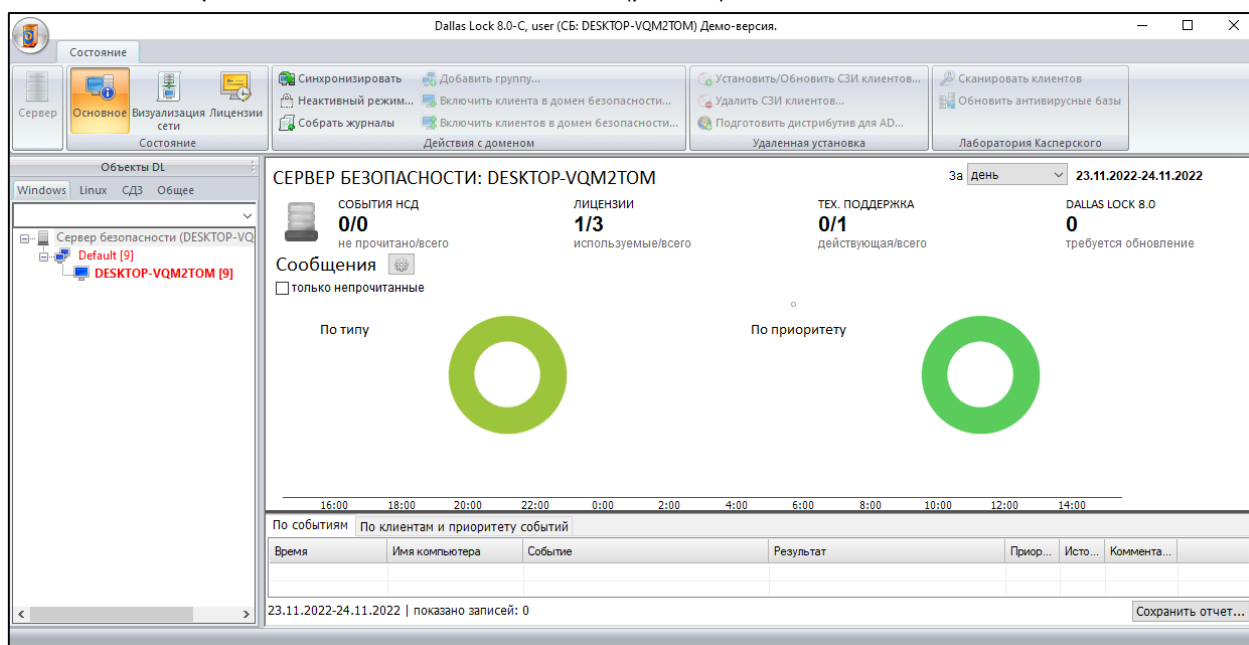 Dallas Lock 8.0-C, user (СБ: DESKTOP-VQM2TOM) Демо-версия.
Состояние
Сервер
Основное
Визуализация сети
Лицензии
Состояние
Синхронизировать
Неактивный режим...
Собрать журналы
Добавить группу...
Включить клиента в домен безопасности...
Включить клиентов в домен безопасности...
Действия с доменом
Установить/Обновить СЗИ клиентов...
Удалить СЗИ клиентов...
Подготовить дистрибутив для AD...
Удаленная установка
Сканировать клиентов
Обновить антивирусные базы
Лаборатория Касперского
Объекты DL
Windows Linux СДЗ Общее
Сервер безопасности (DESKTOP-VQ
Default [9]
DESKTOP-VQM2TOM [9]
СЕРВЕР БЕЗОПАСНОСТИ: DESKTOP-VQM2TOM
За день 23.11.2022-24.11.2022
СОБЫТИЯ НСД
0/0
не прочитано/всего
ЛИЦЕНЗИИ
1/3
используемые/всего
ТЕХ. ПОДДЕРЖКА
0/1
действующая/всего
DALLAS LOCK 8.0
0
требуется обновление
Сообщения
только непрочитанные
По типу
По приоритету
16:00 18:00 20:00 22:00 0:00 2:00 4:00 6:00 8:00 10:00 12:00 14:00
По событиям По клиентам и приоритету событий
Время Имя компьютера Событие Результат Приор... Исто... Коммента...
23.11.2022-24.11.2022 | показано записей: 0
Сохранить отчет...